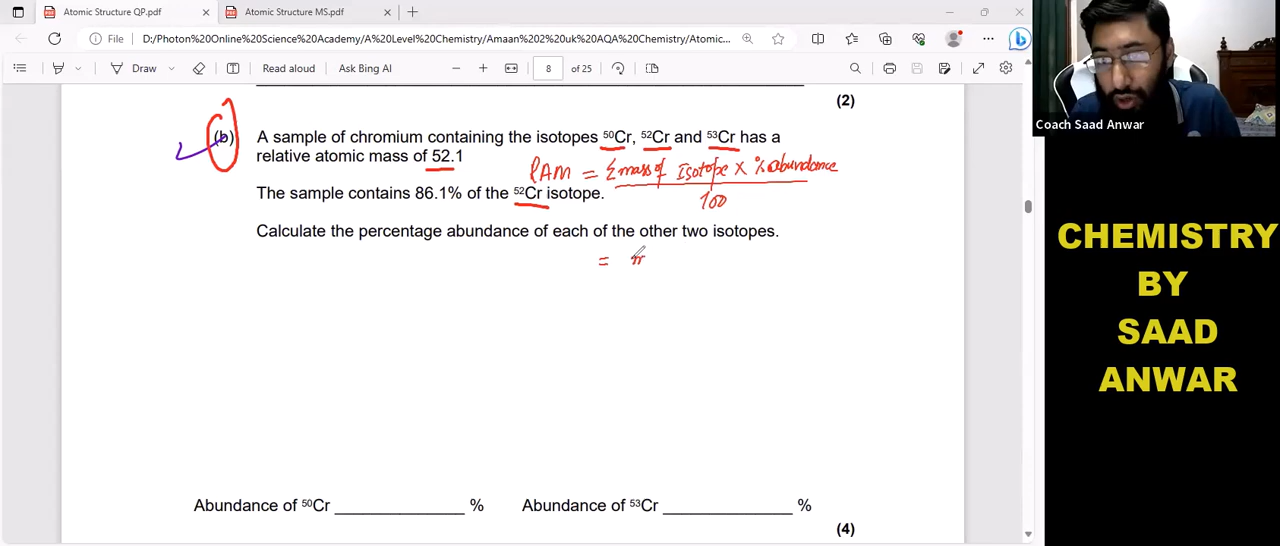 Atomic Structure QP.pdf
Atomic Structure MS.pdf
File
D:/Photon%20Online%20Science%20Academy/A%20Level%20Chemistry/Amaan%202%20uk%20AQA%20Chemistry/Atomic...
Draw
Read aloud
Ask Bing AI
8
of 25
Coach Saad Anwar
(2)
(b) A sample of chromium containing the isotopes ⁵⁰Cr, ⁵²Cr and ⁵³Cr has a
relative atomic mass of 52.1
RAM = Σ mass of Isotope × % abundance
100
The sample contains 86.1% of the ⁵²Cr isotope.
Calculate the percentage abundance of each of the other two isotopes.
=
Abundance of ⁵⁰Cr ______________ %
Abundance of ⁵³Cr ______________ %
(4)
CHEMISTRY
BY
SAAD
ANWAR